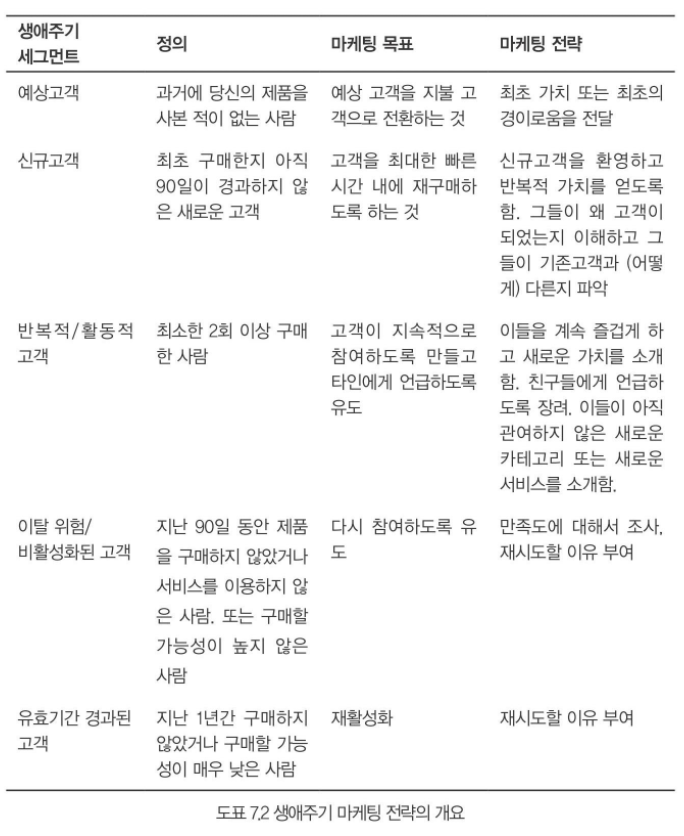 생애주기
세그먼트
정의
마케팅 목표
마케팅 전략
예상고객
과거에 당신의 제품을
사본 적이 없는 사람
예상 고객을 지불 고
객으로 전환하는 것
최초 가치 또는 최초의
경이로움을 전달
신규고객
최초 구매한지 아직
90일이 경과하지 않
은 새로운 고객
고객을 최대한 빠른
시간 내에 재구매하
도록 하는 것
신규고객을 환영하고
반복적 가치를 얻도록
함. 그들이 왜 고객이
되었는지 이해하고 그
들이 기존고객과 (어떻
게) 다른지 파악
반복적/활동적
고객
최소한 2회 이상 구매
한 사람
고객이 지속적으로
참여하도록 만들고
타인에게 언급하도록
유도
이들을 계속 즐겁게 하
고 새로운 가치를 소개
함. 친구들에게 언급하
도록 장려. 이들이 아직
관여하지 않은 새로운
카테고리 또는 새로운
서비스를 소개함.
이탈 위험/
비활성화된 고객
지난 90일 동안 제품
을 구매하지 않았거나
서비스를 이용하지 않
은 사람. 또는 구매할
가능성이 높지 않은
사람
다시 참여하도록 유
도
만족도에 대해서 조사.
재시도할 이유 부여
유효기간 경과된
고객
지난 1년간 구매하지
않았거나 구매할 가능
성이 매우 낮은 사람
재활성화
재시도할 이유 부여
도표 7.2 생애주기 마케팅 전략의 개요